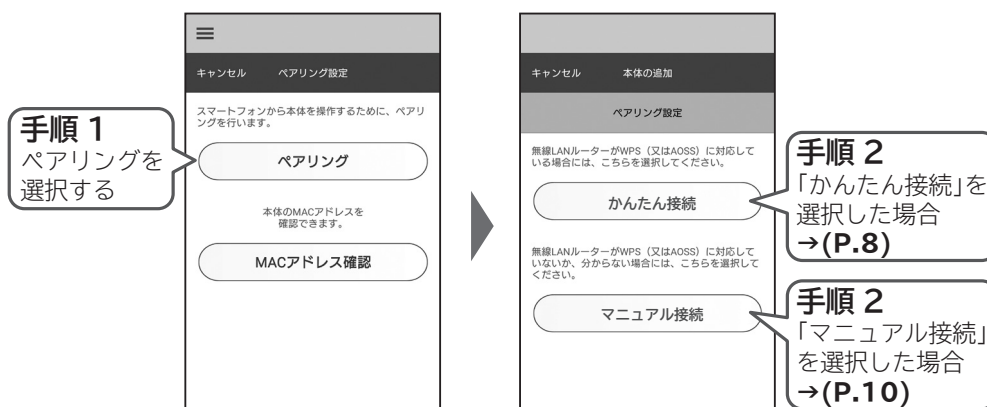 手順 1
ペアリングを
選択する
キャンセル ペアリング設定
スマートフォンから本体を操作するために、ペアリ
ングを行います。
ペアリング
本体のMACアドレスを
確認できます。
MACアドレス確認
キャンセル 本体の追加
ペアリング設定
無線LANルーターがWPS（又はAOSS）に対応して
いる場合には、こちらを選択してください。
かんたん接続
無線LANルーターがWPS（又はAOSS）に対応して
いないか、分からない場合には、こちらを選択して
ください。
マニュアル接続
手順 2
「かんたん接続」を
選択した場合
→(P.8)
手順 2
「マニュアル接続」
を選択した場合
→(P.10)